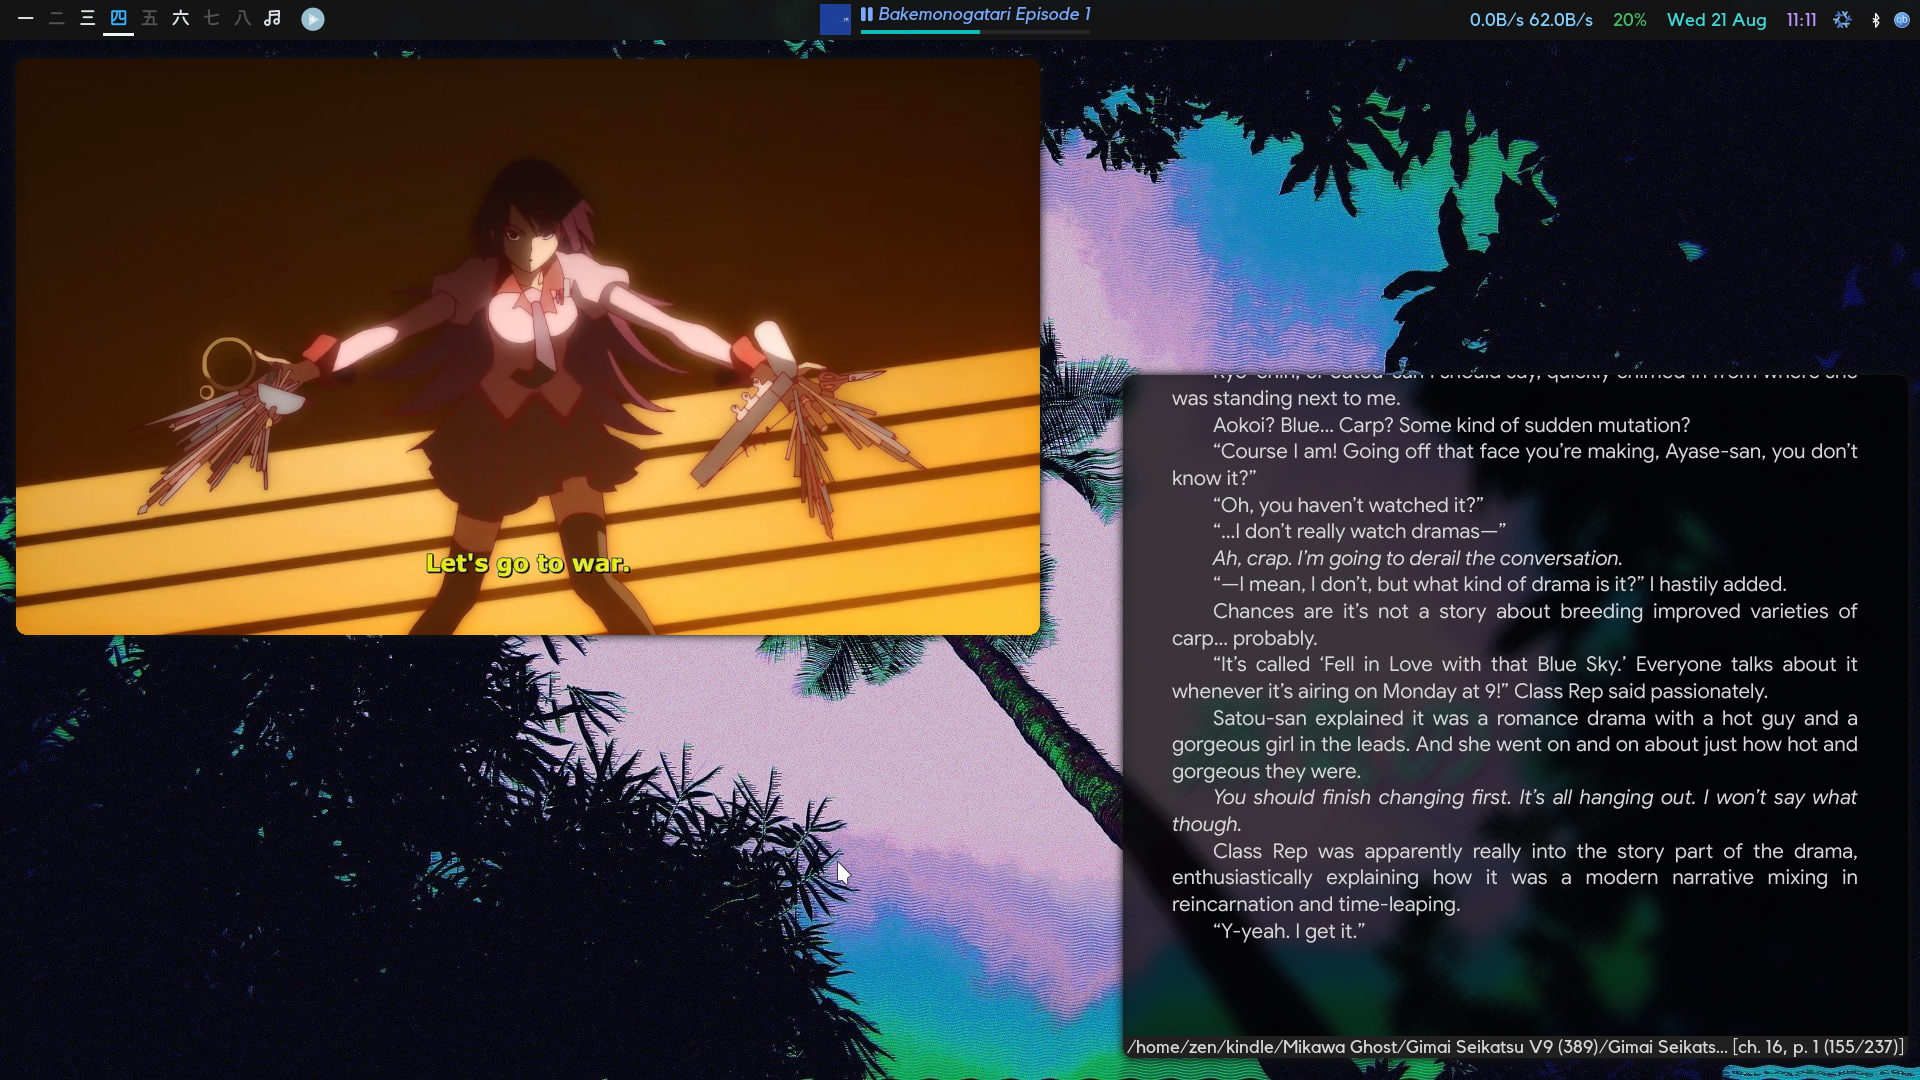 一 二 三 四 五 六 七 八
Bakemonogatari Episode 1
0.0B/s 62.0B/s 20% Wed 21 Aug 11:11
Let's go to war.
was standing next to me.
Aokoi? Blue... Carp? Some kind of sudden mutation?
“Course I am! Going off that face you’re making, Ayase-san, you don’t
know it?”
“Oh, you haven’t watched it?”
“...I don’t really watch dramas—”
Ah, crap. I’m going to derail the conversation.
“—I mean, I don’t, but what kind of drama is it?” I hastily added.
Chances are it’s not a story about breeding improved varieties of
carp... probably.
“It’s called ‘Fell in Love with that Blue Sky.’ Everyone talks about it
whenever it’s airing on Monday at 9!” Class Rep said passionately.
Satou-san explained it was a romance drama with a hot guy and a
gorgeous girl in the leads. And she went on and on about just how hot and
gorgeous they were.
You should finish changing first. It’s all hanging out. I won’t say what
though.
Class Rep was apparently really into the story part of the drama,
enthusiastically explaining how it was a modern narrative mixing in
reincarnation and time-leaping.
“Y-yeah. I get it.”
/home/zen/kindle/Mikawa Ghost/Gimai Seikatsu V9 (389)/Gimai Seikats... [ch. 16, p. 1 (155/237)]